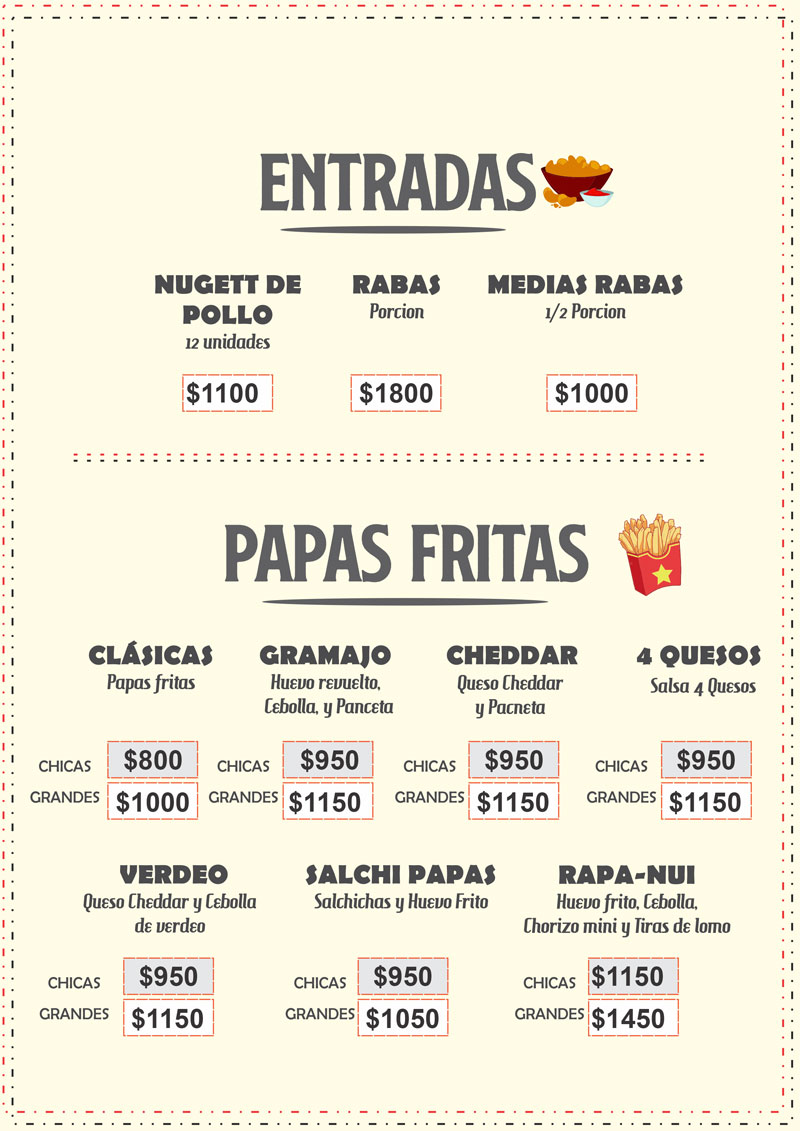 ENTRADAS
NUGETT DE
POLLO
12 unidades
$1100
RABAS
Porcion
$1800
MEDIAS RABAS
1/2 Porcion
$1000
PAPAS FRITAS
CLÁSICAS
Papas fritas
CHICAS $800
GRANDES $1000
GRAMAJO
Huevo revuelto,
Cebolla, y Panceta
CHICAS $950
GRANDES $1150
CHEDDAR
Queso Cheddar
y Pacneta
CHICAS $950
GRANDES $1150
4 QUESOS
Salsa 4 Quesos
CHICAS $950
GRANDES $1150
VERDEO
Queso Cheddar y Cebolla
de verdeo
CHICAS $950
GRANDES $1150
SALCHI PAPAS
Salchichas y Huevo Frito
CHICAS $950
GRANDES $1050
RAPA-NUI
Huevo frito, Cebolla,
Chorizo mini y Tiras de lomo
CHICAS $1150
GRANDES $1450